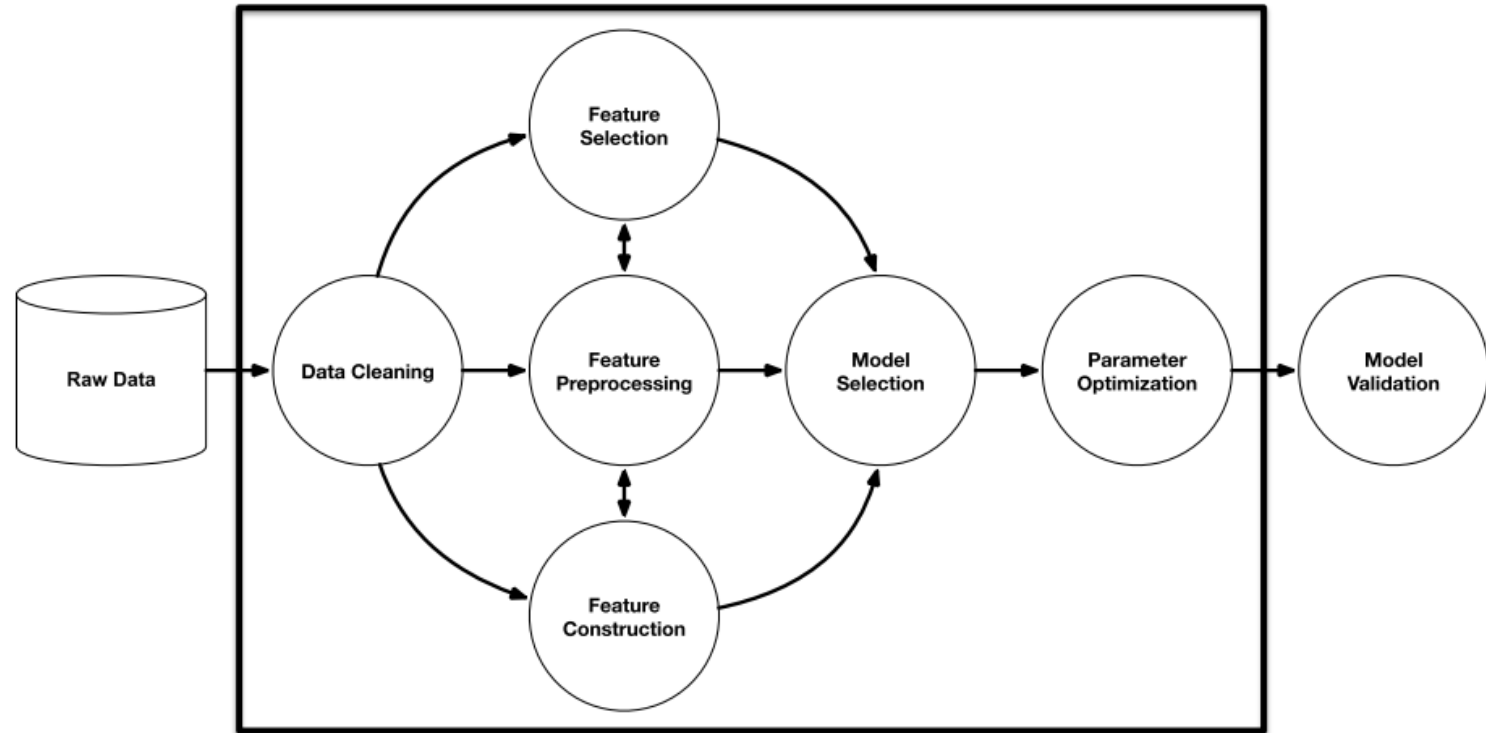 Feature
Selection
Raw Data
Data Cleaning
Feature
Preprocessing
Model
Selection
Parameter
Optimization
Model
Validation
Feature
Construction